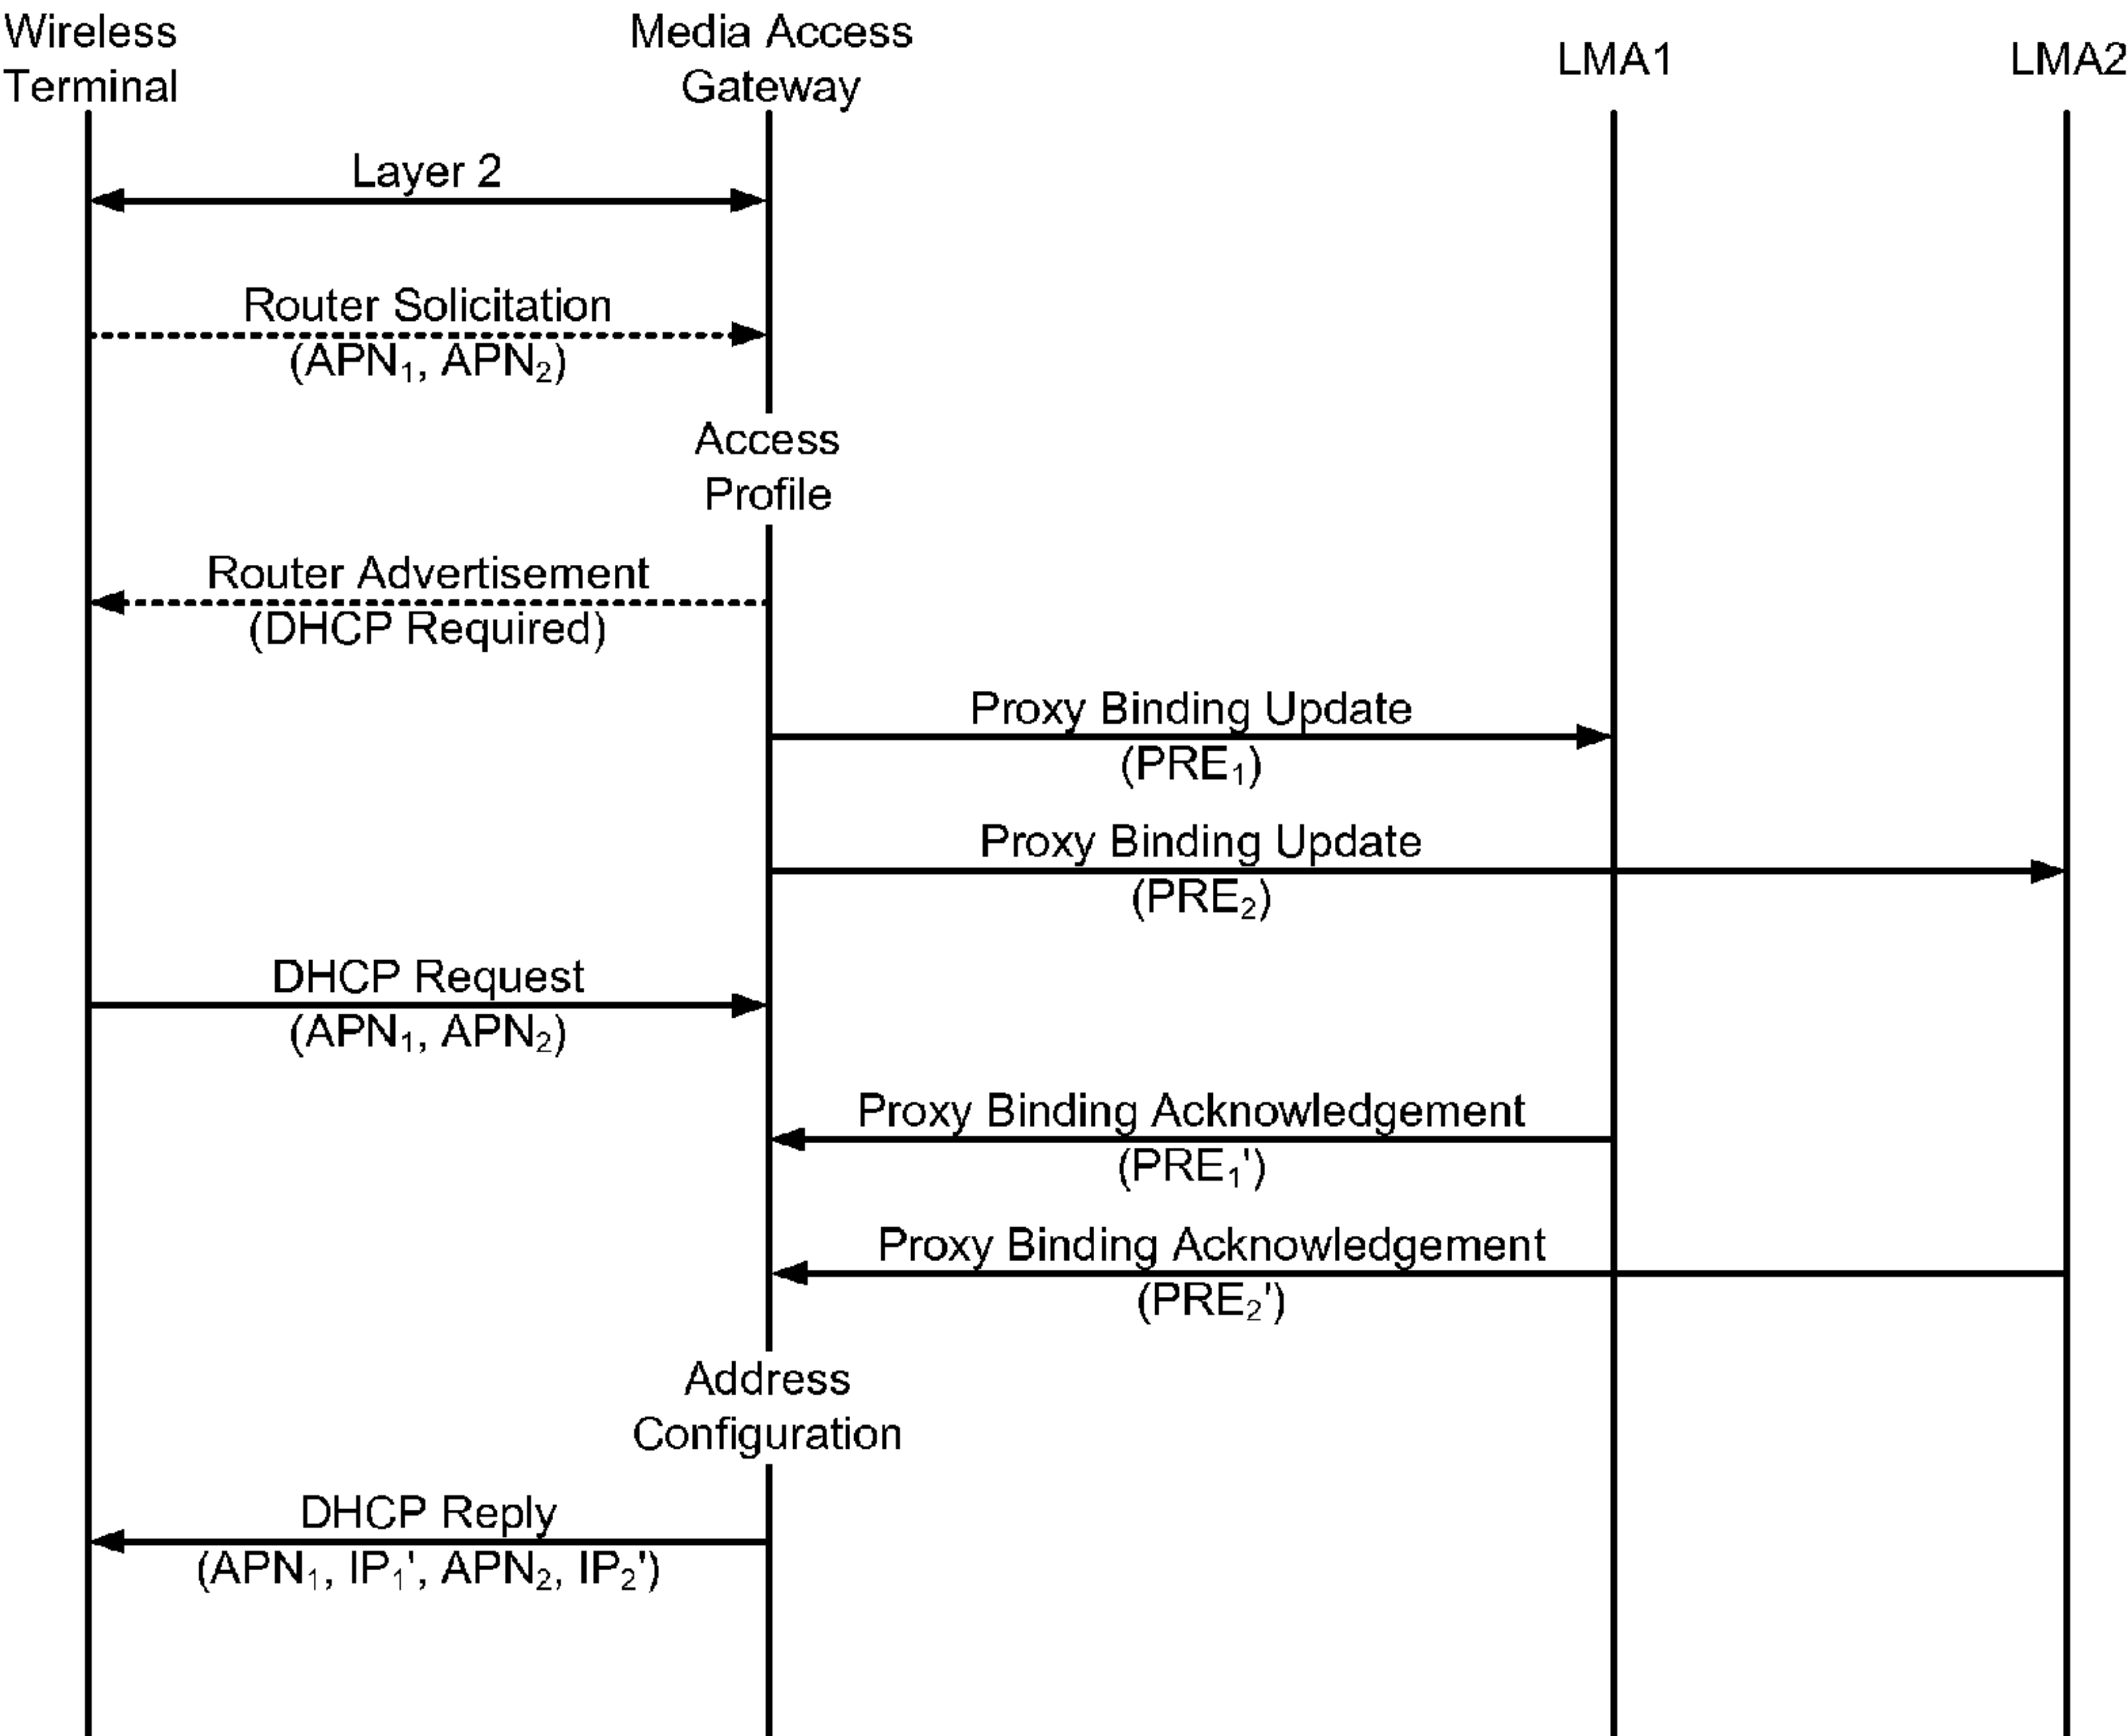 Wireless
Terminal
Media Access
Gateway
LMA1
LMA2
Layer 2
Router Solicitation
(APN₁, APN₂)
Access
Profile
Router Advertisement
(DHCP Required)
Proxy Binding Update
(PRE₁)
Proxy Binding Update
(PRE₂)
DHCP Request
(APN₁, APN₂)
Proxy Binding Acknowledgement
(PRE₁')
Proxy Binding Acknowledgement
(PRE₂')
Address
Configuration
DHCP Reply
(APN₁, IP₁', APN₂, IP₂')